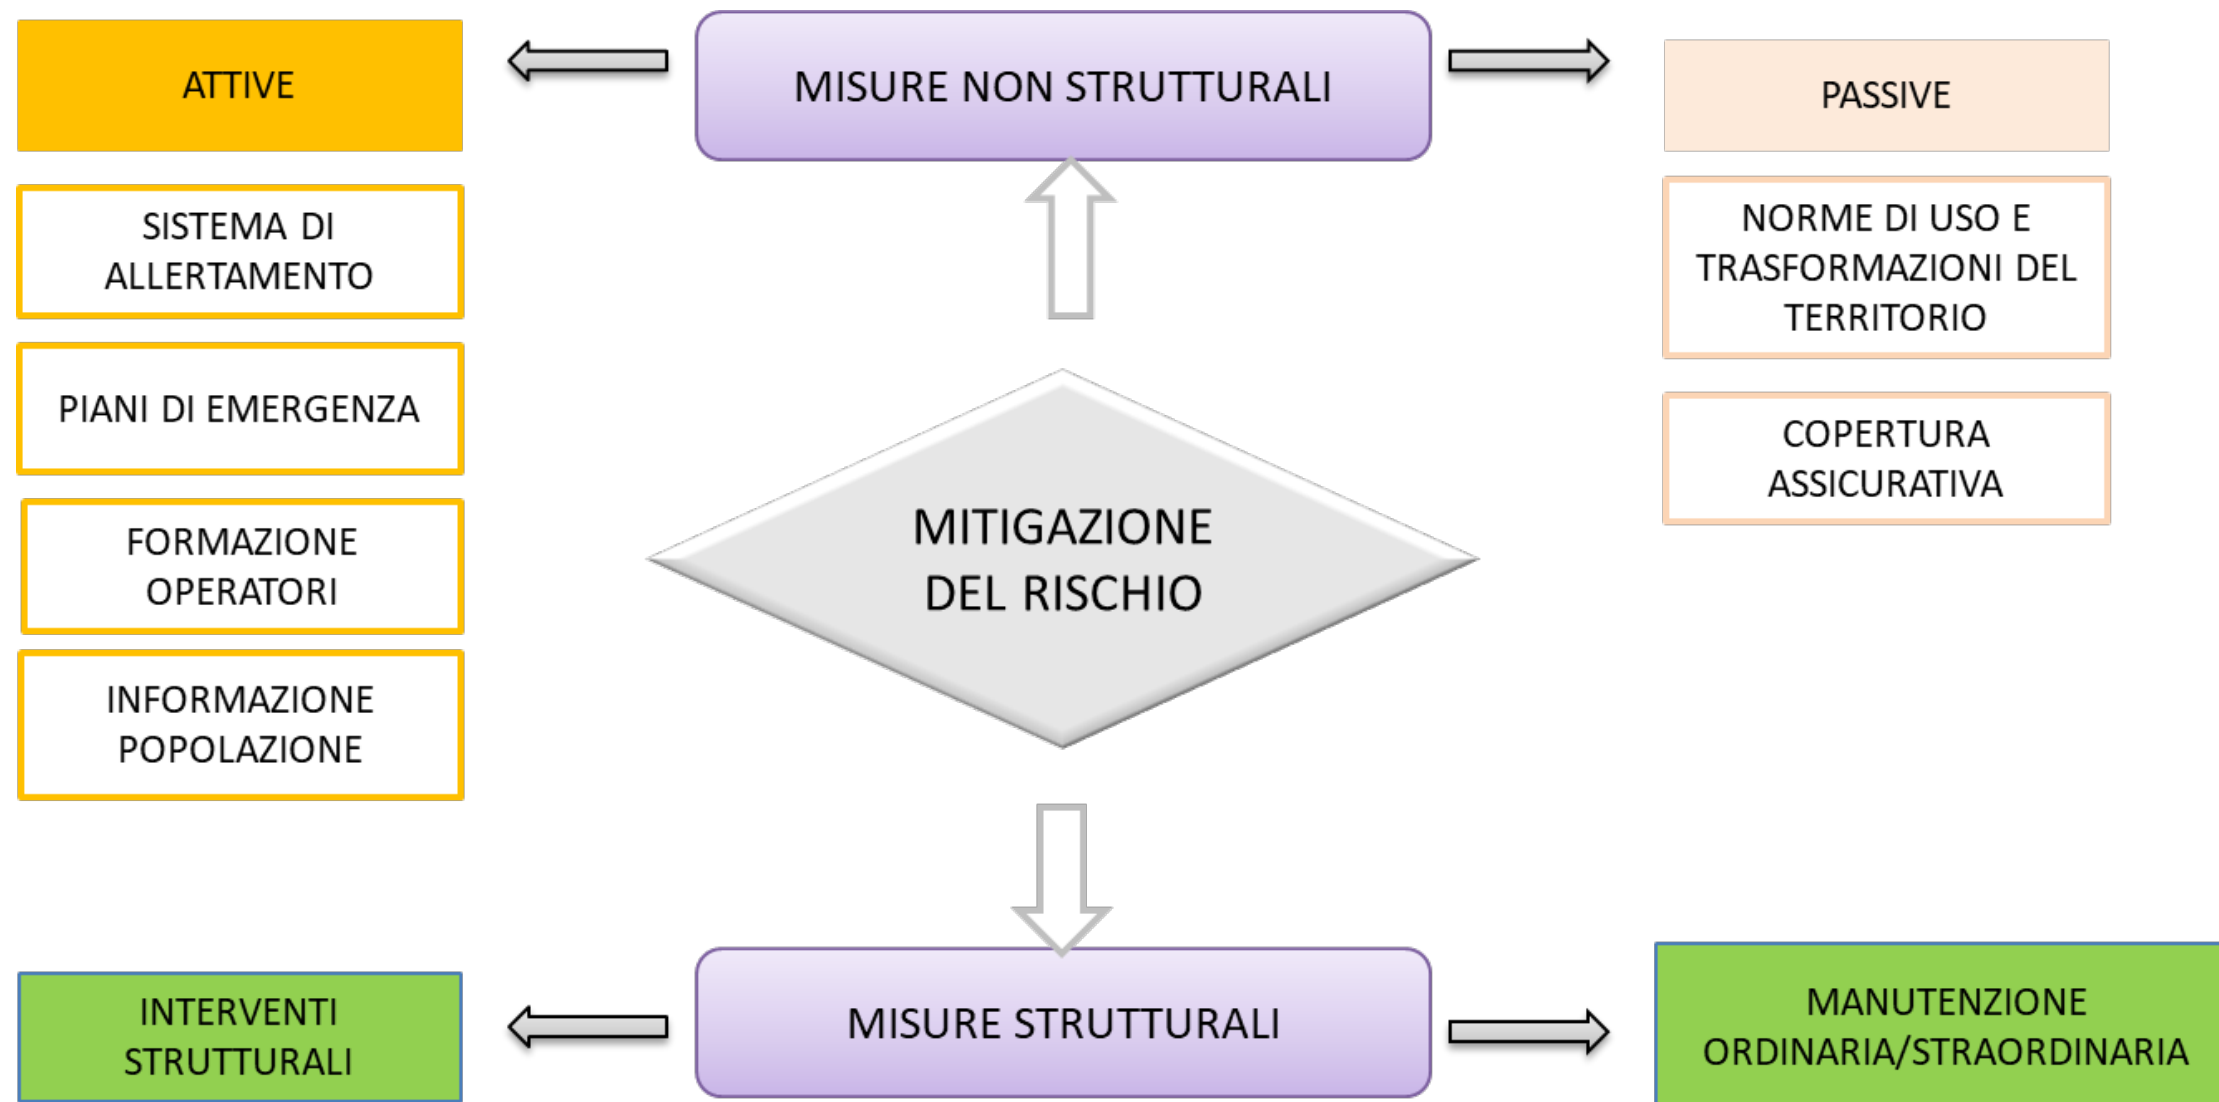 ATTIVE
MISURE NON STRUTTURALI
PASSIVE
SISTEMA DI
ALLERTAMENTO
PIANI DI EMERGENZA
FORMAZIONE
OPERATORI
INFORMAZIONE
POPOLAZIONE
NORME DI USO E
TRASFORMAZIONI DEL
TERRITORIO
COPERTURA
ASSICURATIVA
MITIGAZIONE
DEL RISCHIO
INTERVENTI
STRUTTURALI
MISURE STRUTTURALI
MANUTENZIONE
ORDINARIA/STRAORDINARIA